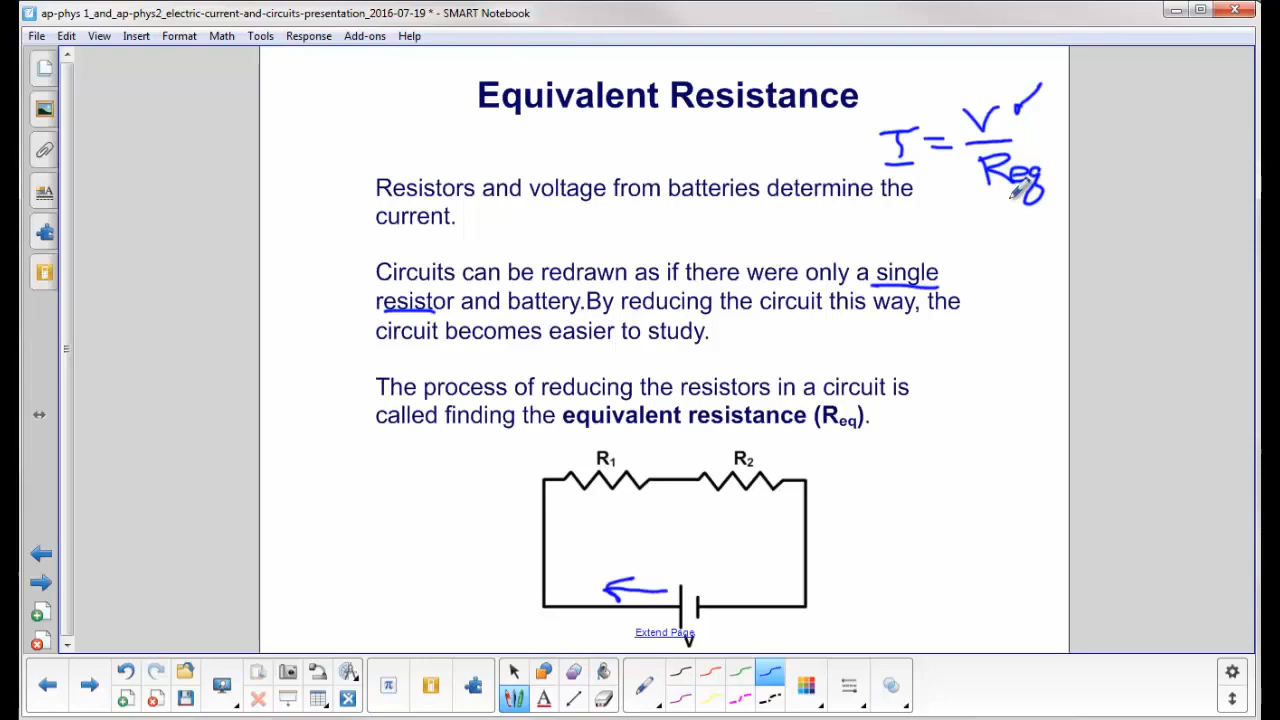 ap-phys 1_and_ap-phys2_electric-current-and-circuits-presentation_2016-07-19 * - SMART Notebook
File Edit View Insert Format Math Tools Response Add-ons Help
Equivalent Resistance
I = V / Req
Resistors and voltage from batteries determine the
current.
Circuits can be redrawn as if there were only a single
resistor and battery.By reducing the circuit this way, the
circuit becomes easier to study.
The process of reducing the resistors in a circuit is
called finding the equivalent resistance (Req).
R1 R2
Extend Page
V